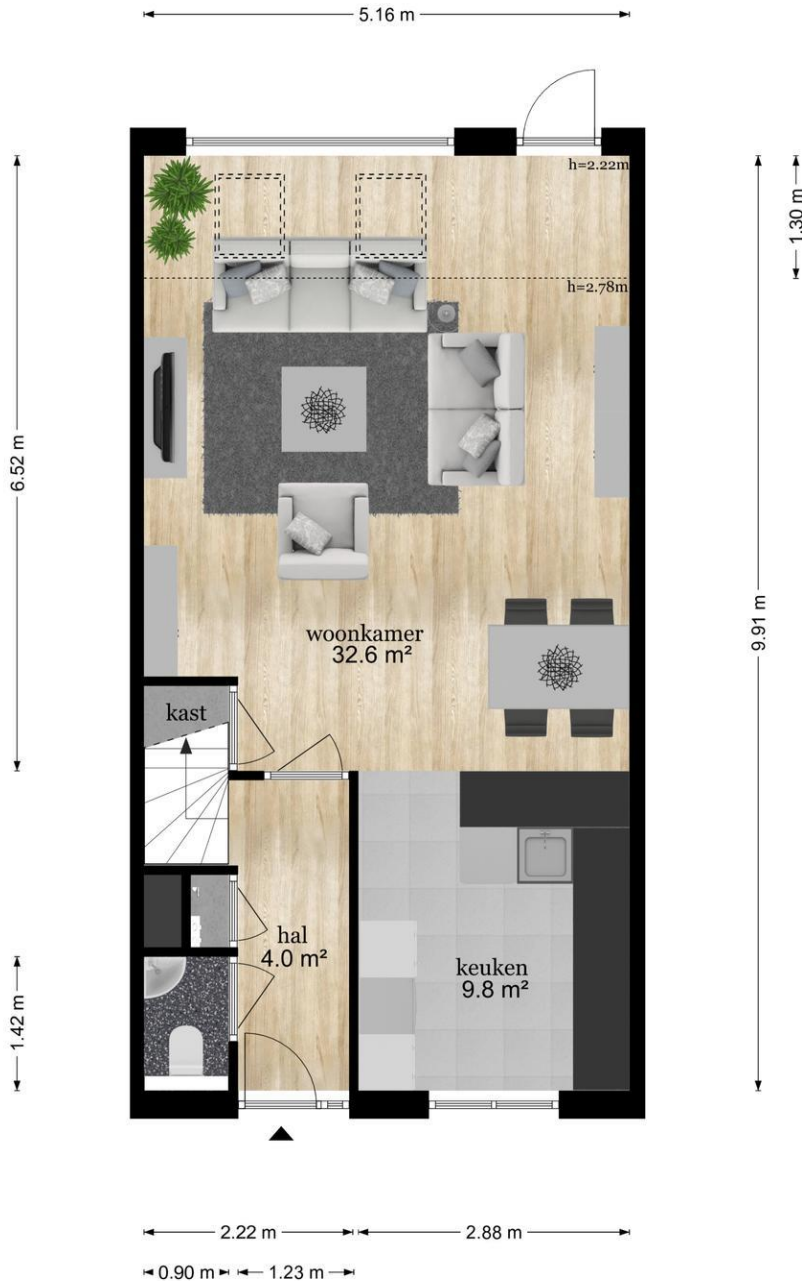 5.16 m
h=2.22m
1.30 m
h=2.78m
6.52 m
9.91 m
woonkamer
32.6 m²
kast
hal
4.0 m²
keuken
9.8 m²
1.42 m
2.22 m
2.88 m
0.90 m
1.23 m